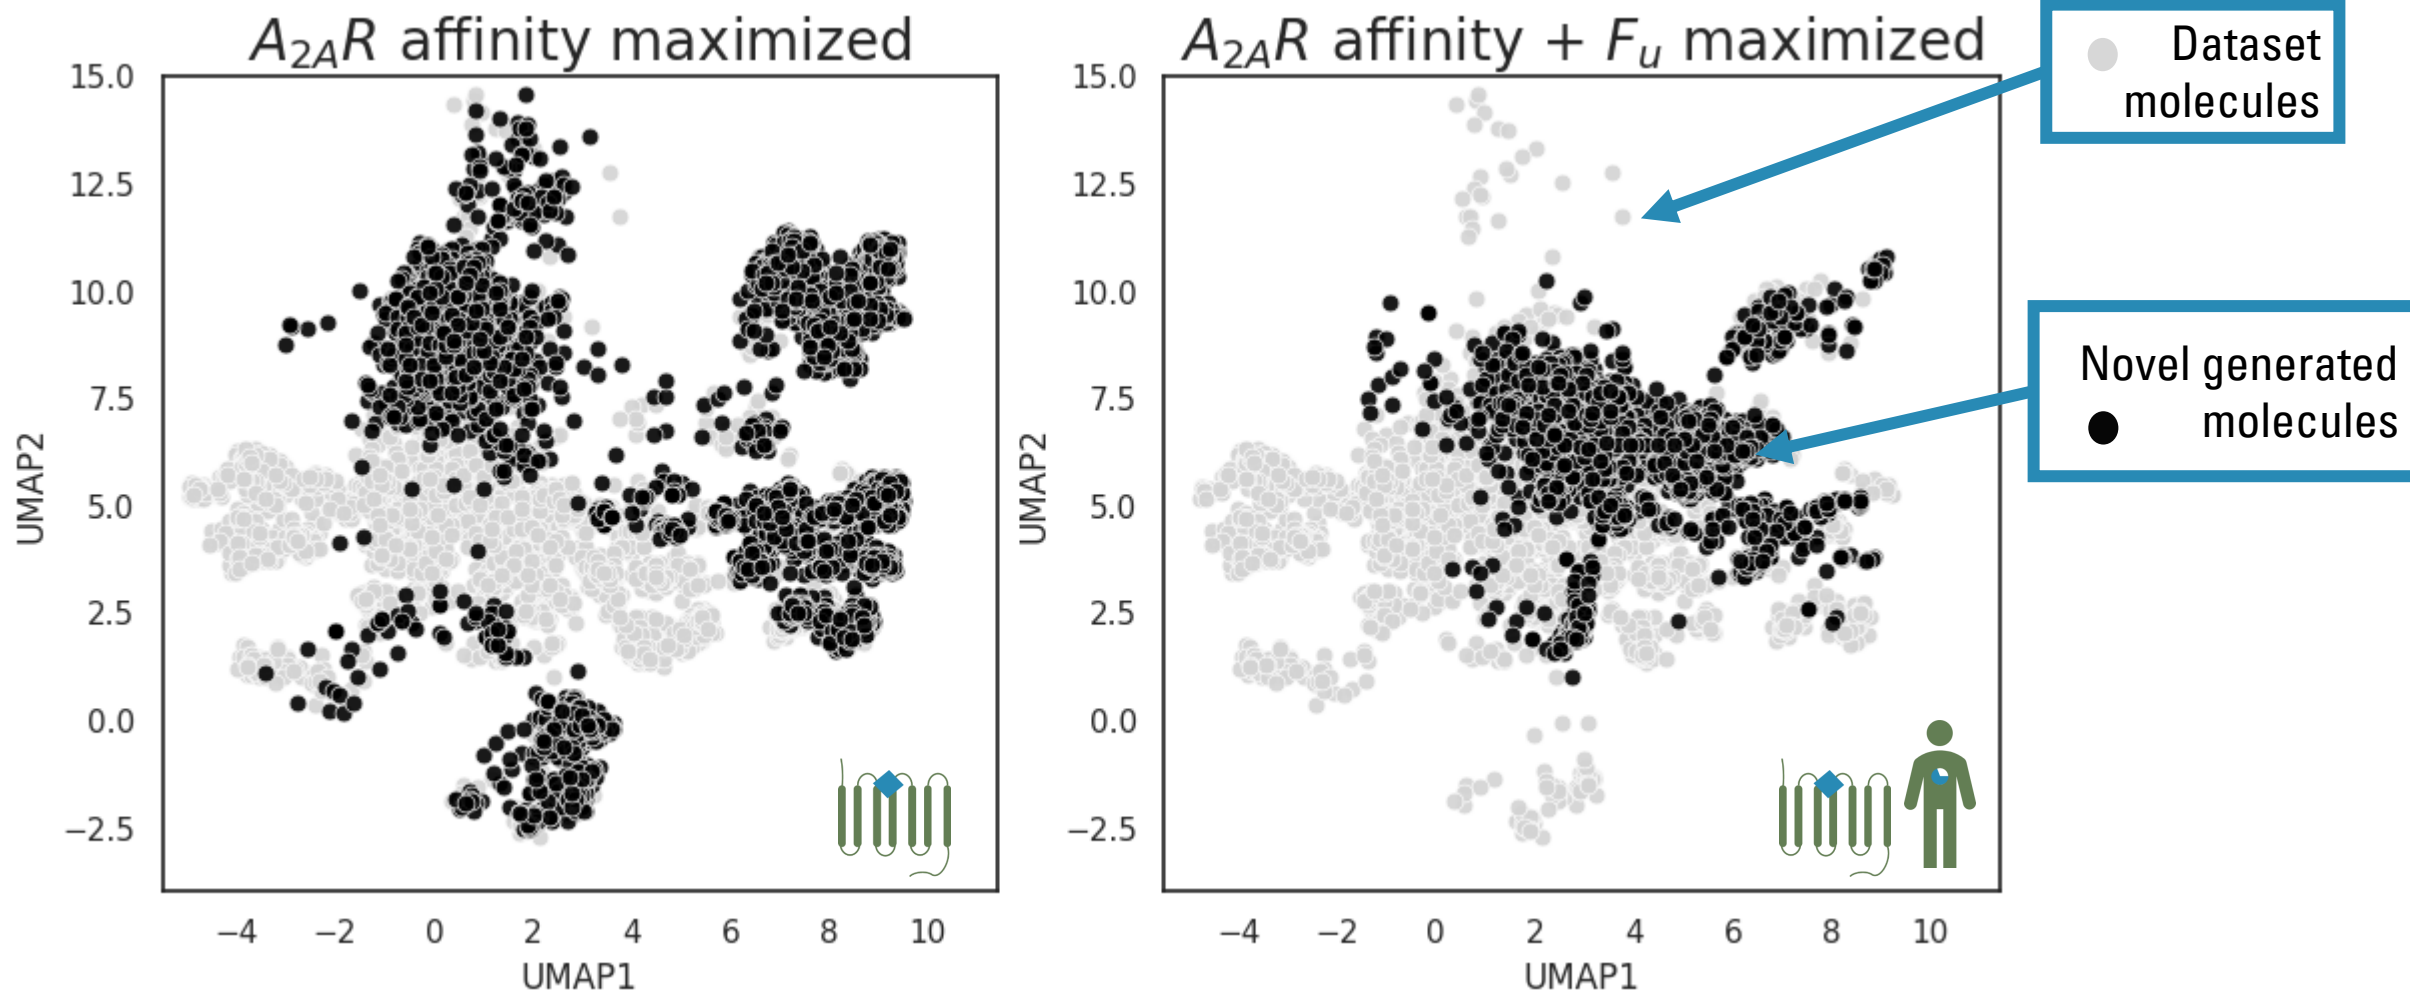 A2AR affinity maximized
15.0
12.5
10.0
7.5
5.0
2.5
0.0
−2.5
UMAP2
−4 −2 0 2 4 6 8 10
UMAP1
A2AR affinity + Fu maximized
15.0
12.5
10.0
7.5
5.0
2.5
0.0
−2.5
UMAP2
−4 −2 0 2 4 6 8 10
UMAP1
Dataset
molecules
Novel generated
molecules